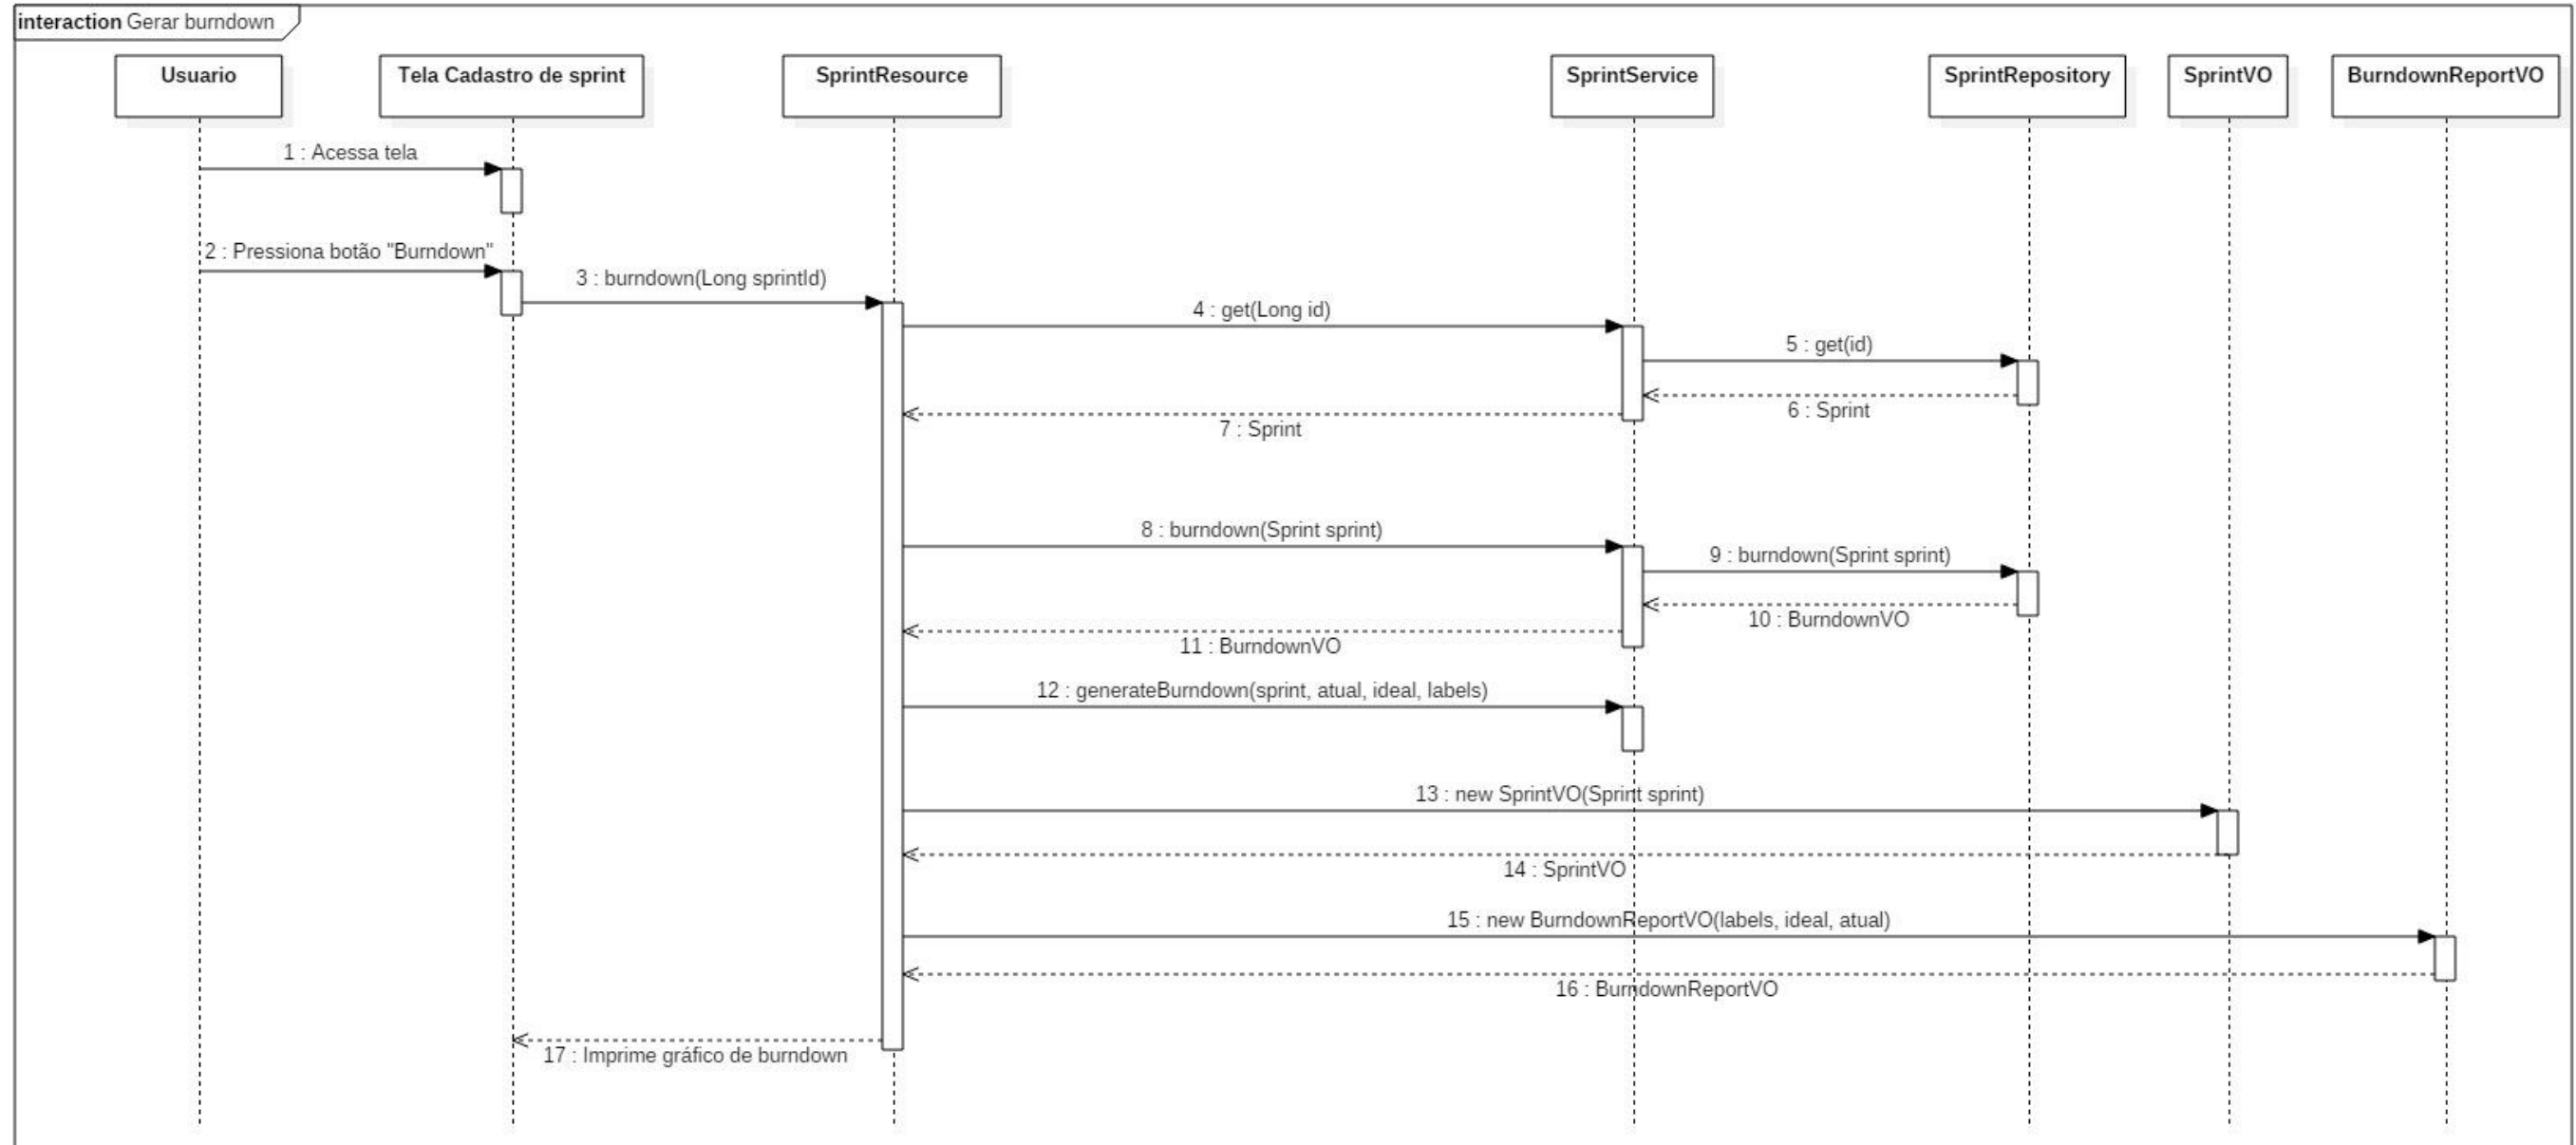 interaction Gerar burndown
Usuario
Tela Cadastro de sprint
SprintResource
SprintService
SprintRepository
SprintVO
BurndownReportVO
1 : Acessa tela
2 : Pressiona botão "Burndown"
3 : burndown(Long sprintId)
4 : get(Long id)
5 : get(id)
6 : Sprint
7 : Sprint
8 : burndown(Sprint sprint)
9 : burndown(Sprint sprint)
10 : BurndownVO
11 : BurndownVO
12 : generateBurndown(sprint, atual, ideal, labels)
13 : new SprintVO(Sprint sprint)
14 : SprintVO
15 : new BurndownReportVO(labels, ideal, atual)
16 : BurndownReportVO
17 : Imprime gráfico de burndown